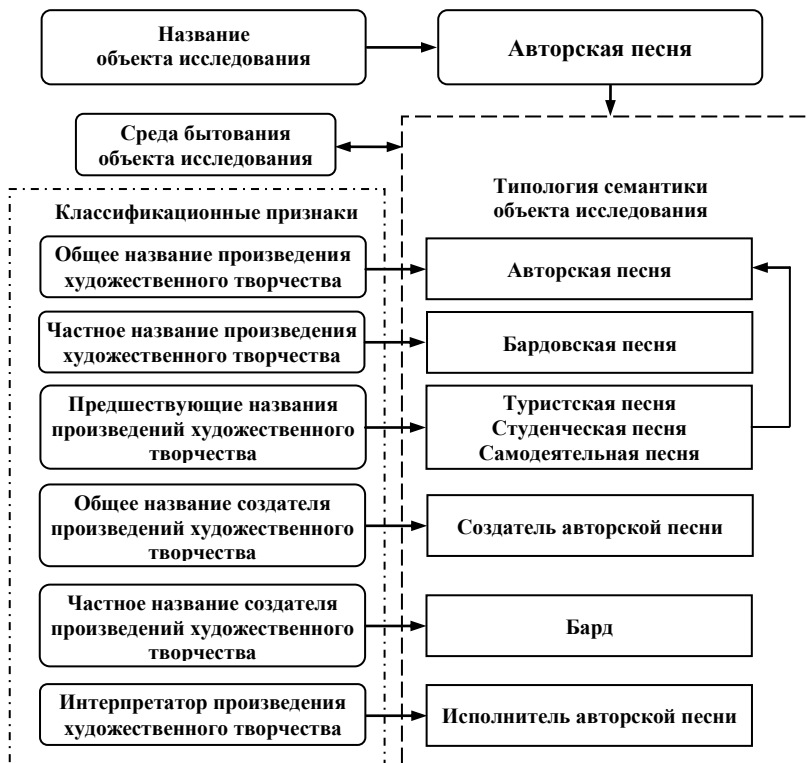 Название
объекта исследования
Авторская песня
Среда бытования
объекта исследования
Типология семантики
объекта исследования
Классификационные признаки
Общее название произведения
художественного творчества
Авторская песня
Частное название произведения
художественного творчества
Бардовская песня
Предшествующие названия
произведений художественного
творчества
Туристская песня
Студенческая песня
Самодеятельная песня
Общее название создателя
произведений художественного
творчества
Создатель авторской песни
Частное название создателя
произведений художественного
творчества
Бард
Интерпретатор произведения
художественного творчества
Исполнитель авторской песни